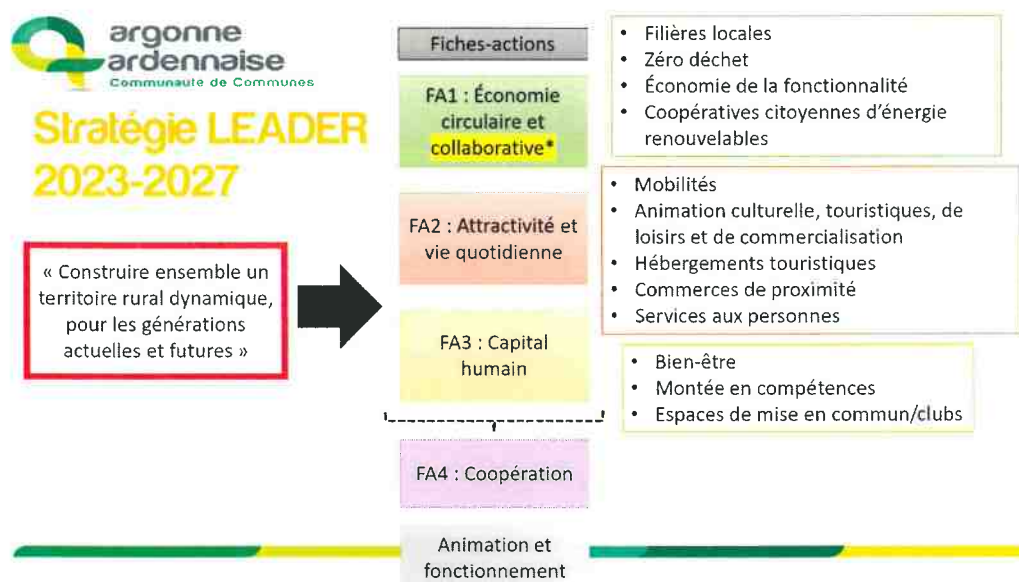 argonne
ardennaise
Communauté de Communes
Stratégie LEADER
2023-2027
« Construire ensemble un
territoire rural dynamique,
pour les générations
actuelles et futures »
Fiches-actions
FA1 : Économie
circulaire et
collaborative*
• Filières locales
• Zéro déchet
• Économie de la fonctionnalité
• Coopératives citoyennes d'énergie
renouvelables
FA2 : Attractivité et
vie quotidienne
• Mobilités
• Animation culturelle, touristiques, de
loisirs et de commercialisation
• Hébergements touristiques
• Commerces de proximité
• Services aux personnes
FA3 : Capital
humain
• Bien-être
• Montée en compétences
• Espaces de mise en commun/clubs
FA4 : Coopération
Animation et
fonctionnement